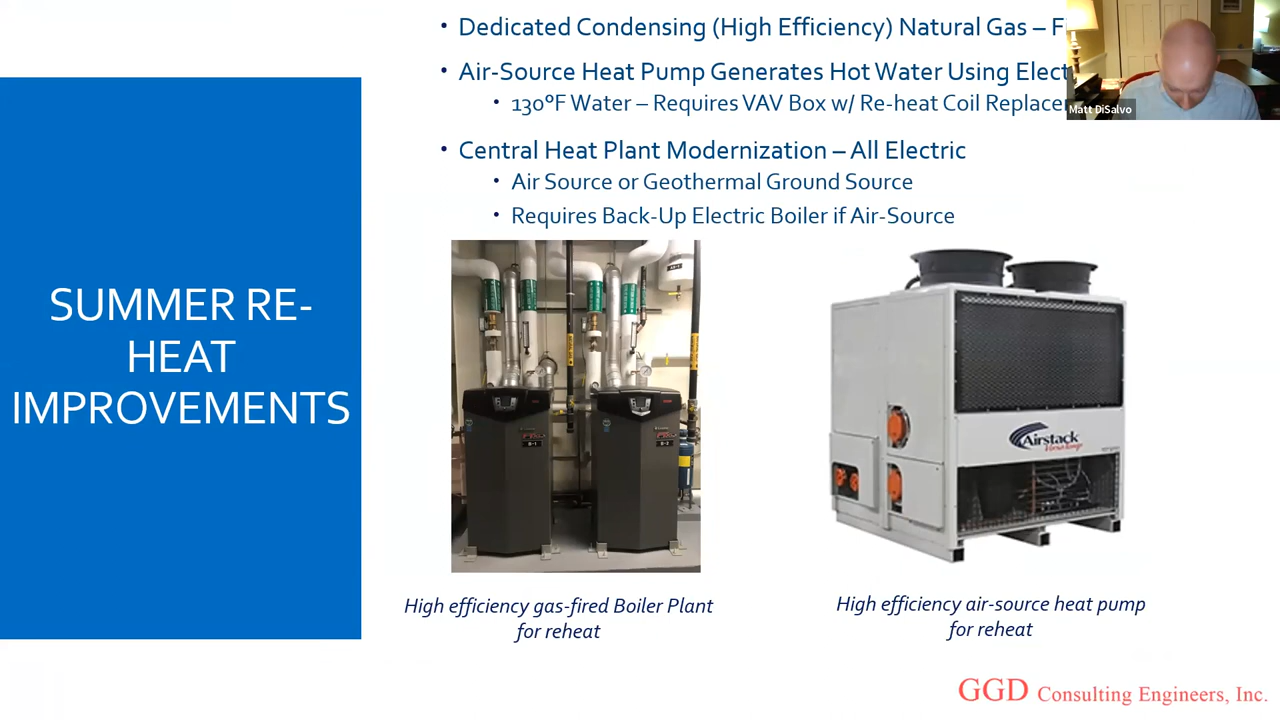 • Dedicated Condensing (High Efficiency) Natural Gas –
• Air-Source Heat Pump Generates Hot Water Using
• 130°F Water – Requires VAV Box w/ Re-heat Coil
Matt DiSalvo
• Central Heat Plant Modernization – All Electric
• Air Source or Geothermal Ground Source
• Requires Back-Up Electric Boiler if Air-Source
SUMMER RE-
HEAT
IMPROVEMENTS
Airstack
High efficiency gas-fired Boiler Plant
for reheat
High efficiency air-source heat pump
for reheat
GGD Consulting Engineers, Inc.